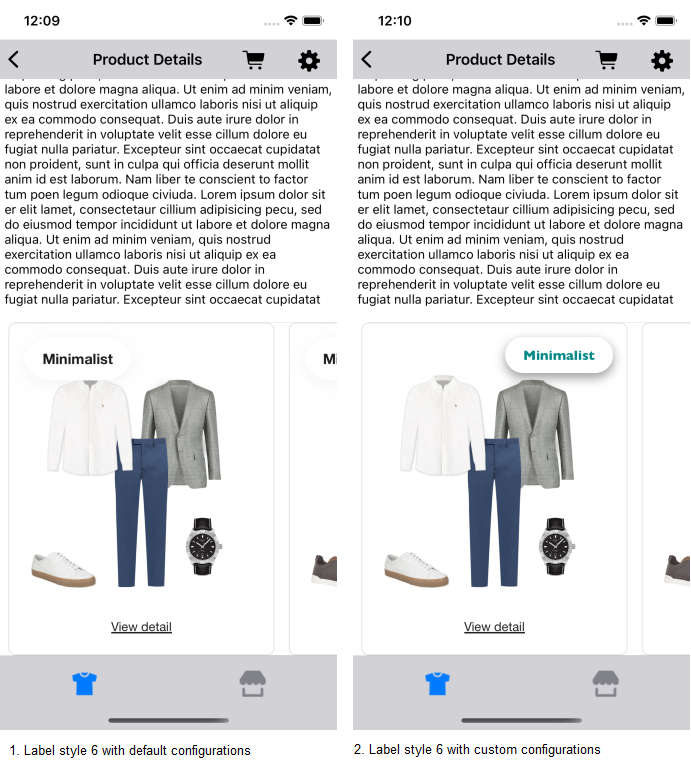 12:09
Product Details
labore et dolore magna aliqua. Ut enim ad minim veniam,
quis nostrud exercitation ullamco laboris nisi ut aliquip
ex ea commodo consequat. Duis aute irure dolor in
reprehenderit in voluptate velit esse cillum dolore eu
fugiat nulla pariatur. Excepteur sint occaecat cupidatat
non proident, sunt in culpa qui officia deserunt mollit
anim id est laborum. Nam liber te conscient to factor
tum poen legum odioque civiuda. Lorem ipsum dolor sit
er elit lamet, consectetaur cillium adipisicing pecu, sed
do eiusmod tempor incididunt ut labore et dolore magna
aliqua. Ut enim ad minim veniam, quis nostrud
exercitation ullamco laboris nisi ut aliquip ex ea
commodo consequat. Duis aute irure dolor in
reprehenderit in voluptate velit esse cillum dolore eu
fugiat nulla pariatur. Excepteur sint occaecat cupidatat
Minimalist
Mi
View detail
1. Label style 6 with default configurations
12:10
Product Details
labore et dolore magna aliqua. Ut enim ad minim veniam,
quis nostrud exercitation ullamco laboris nisi ut aliquip
ex ea commodo consequat. Duis aute irure dolor in
reprehenderit in voluptate velit esse cillum dolore eu
fugiat nulla pariatur. Excepteur sint occaecat cupidatat
non proident, sunt in culpa qui officia deserunt mollit
anim id est laborum. Nam liber te conscient to factor
tum poen legum odioque civiuda. Lorem ipsum dolor sit
er elit lamet, consectetaur cillium adipisicing pecu, sed
do eiusmod tempor incididunt ut labore et dolore magna
aliqua. Ut enim ad minim veniam, quis nostrud
exercitation ullamco laboris nisi ut aliquip ex ea
commodo consequat. Duis aute irure dolor in
reprehenderit in voluptate velit esse cillum dolore eu
fugiat nulla pariatur. Excepteur sint occaecat cupidatat
Minimalist
View detail
2. Label style 6 with custom configurations